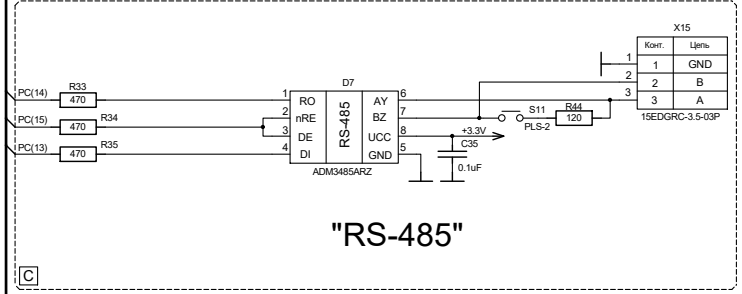 X15
Конт. Цепь
1 1 GND
2 2 B
3 3 A
15EDGRC-3.5-03P
D7
RS-485
1 RO AY 6
2 nRE BZ 7
3 DE UCC 8
4 DI GND 5
ADM3485ARZ
PC(14) R33 470
PC(15) R34 470
PC(13) R35 470
S11
PLS-2
R44
120
+3.3V
C35
0.1uF
"RS-485"
C